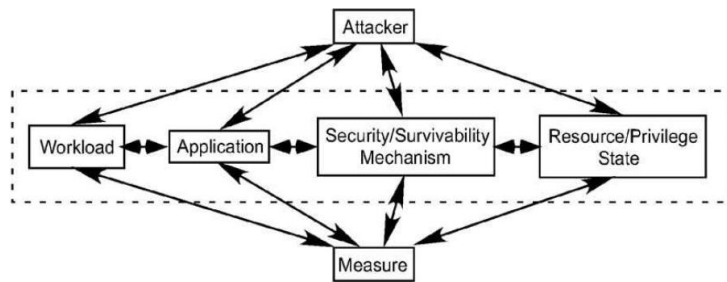 Attacker
Workload
Application
Security/Survivability
Mechanism
Resource/Privilege
State
Measure